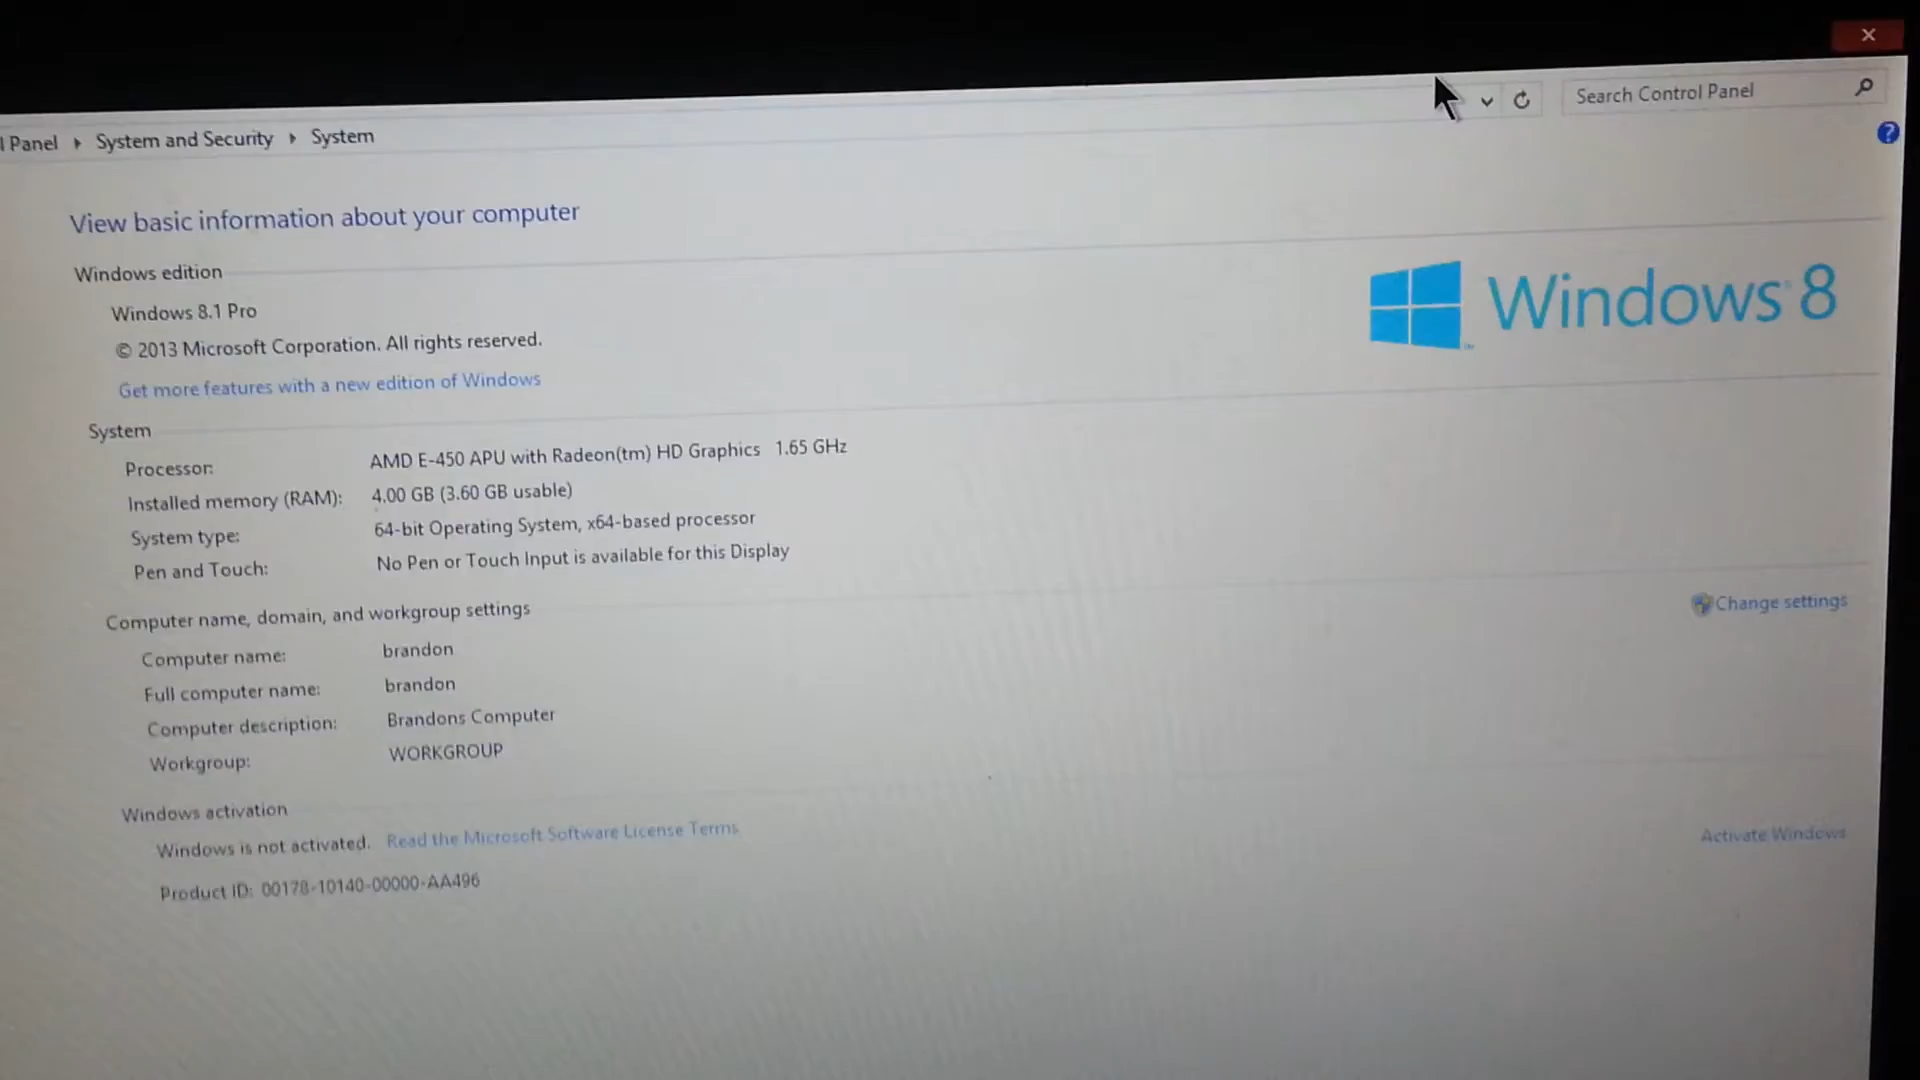 l Panel ▸ System and Security ▸ System
Search Control Panel
View basic information about your computer
Windows edition
Windows 8.1 Pro
© 2013 Microsoft Corporation. All rights reserved.
Get more features with a new edition of Windows
Windows 8
System
Processor: AMD E-450 APU with Radeon(tm) HD Graphics 1.65 GHz
Installed memory (RAM): 4.00 GB (3.60 GB usable)
System type: 64-bit Operating System, x64-based processor
Pen and Touch: No Pen or Touch Input is available for this Display
Computer name, domain, and workgroup settings
Change settings
Computer name: brandon
Full computer name: brandon
Computer description: Brandons Computer
Workgroup: WORKGROUP
Windows activation
Windows is not activated. Read the Microsoft Software License Terms
Activate Windows
Product ID: 00178-10140-00000-AA496